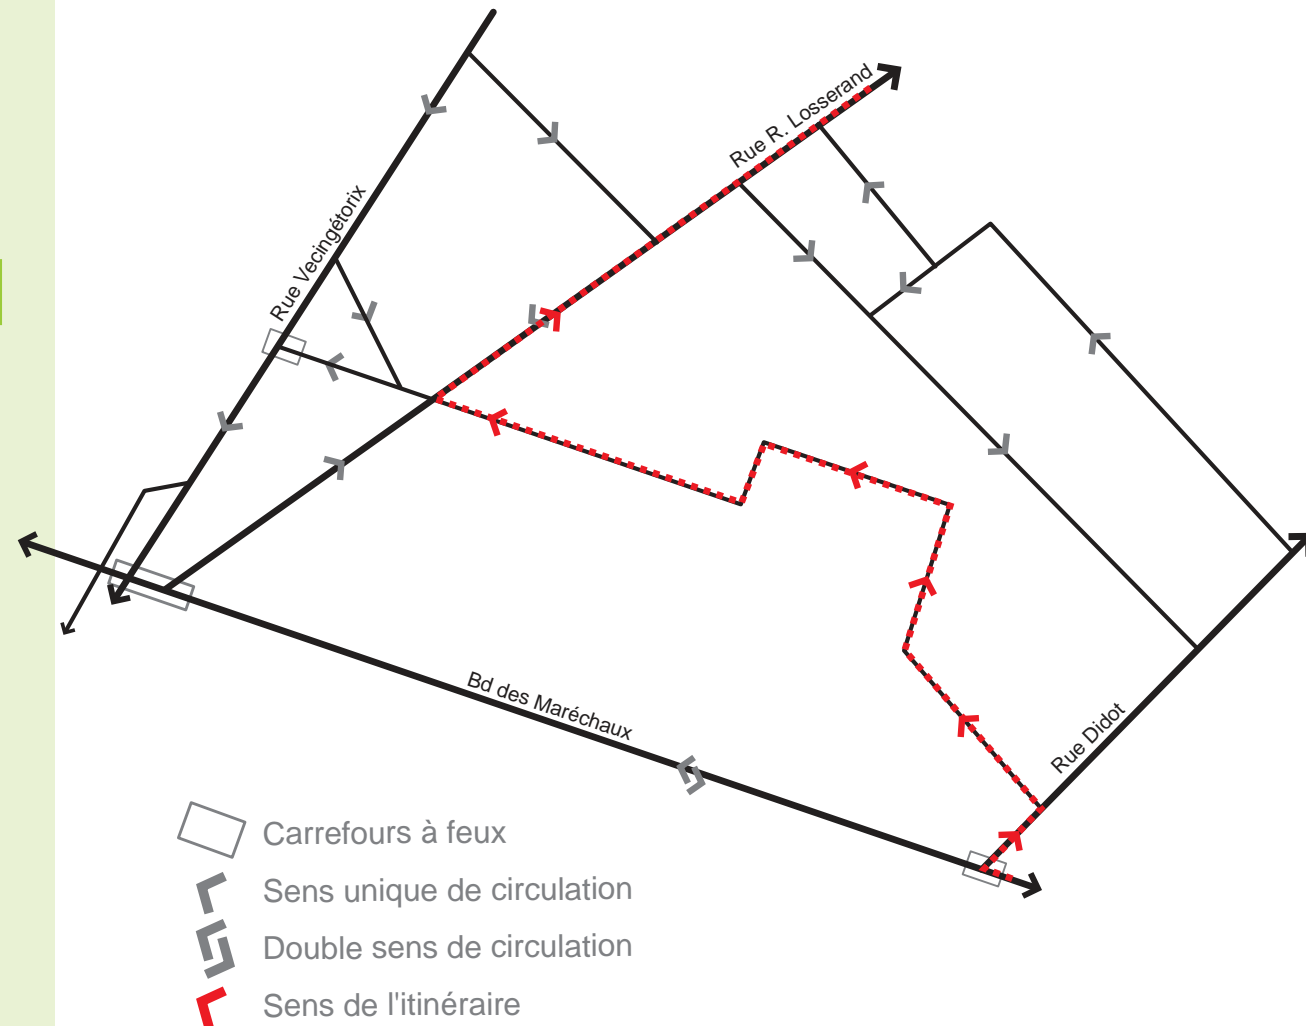 Rue R. Losserand
Rue Vecingétorix
Bd des Maréchaux
Rue Didot
Carrefours à feux
Sens unique de circulation
Double sens de circulation
Sens de l'itinéraire